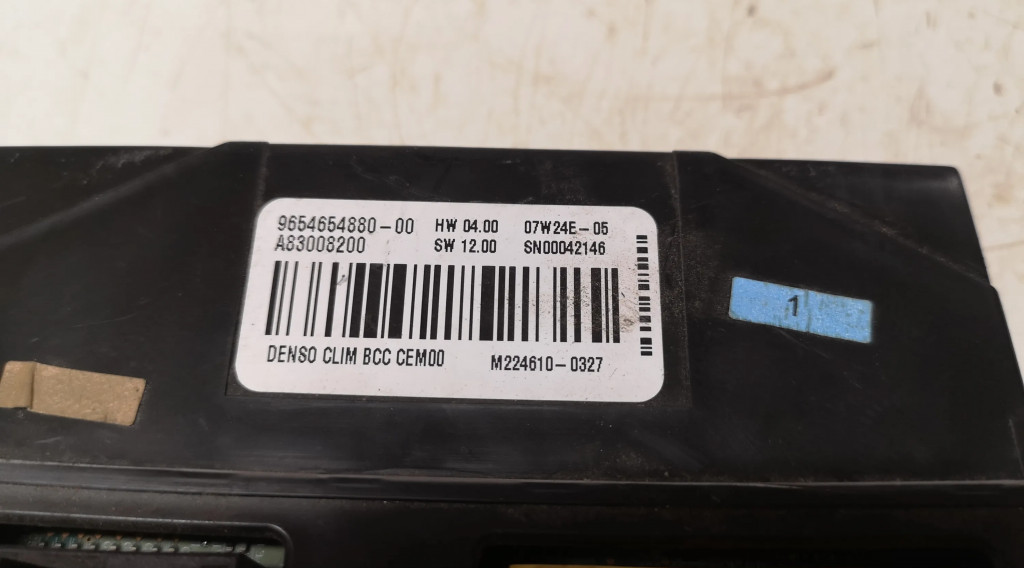 9654654880-00 HW 04.00 07W24E-05
A83008200 SW 12.00 SN00042146
DENSO CLIM BCC CEM00 M224610-0327
1